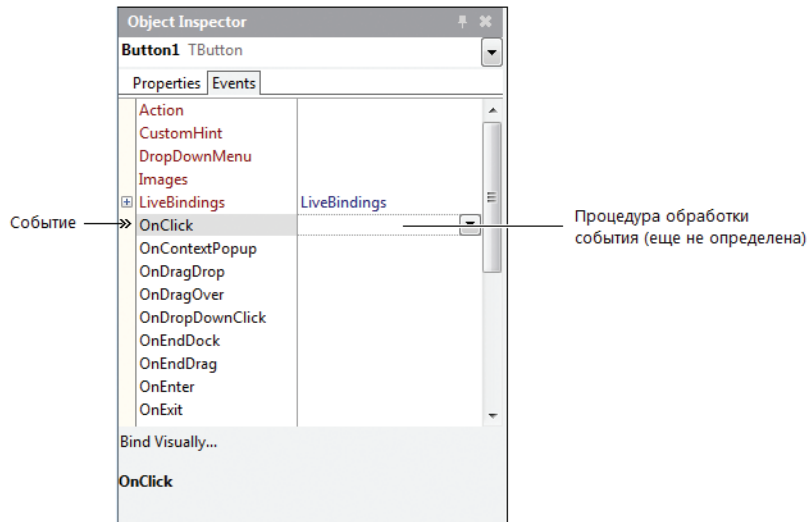 Object Inspector
Button1 TButton
Properties Events
Action
CustomHint
DropDownMenu
Images
LiveBindings LiveBindings
Событие OnClick
Процедура обработки
события (еще не определена)
OnContextPopup
OnDragDrop
OnDragOver
OnDropDownClick
OnEndDock
OnEndDrag
OnEnter
OnExit
Bind Visually...
OnClick